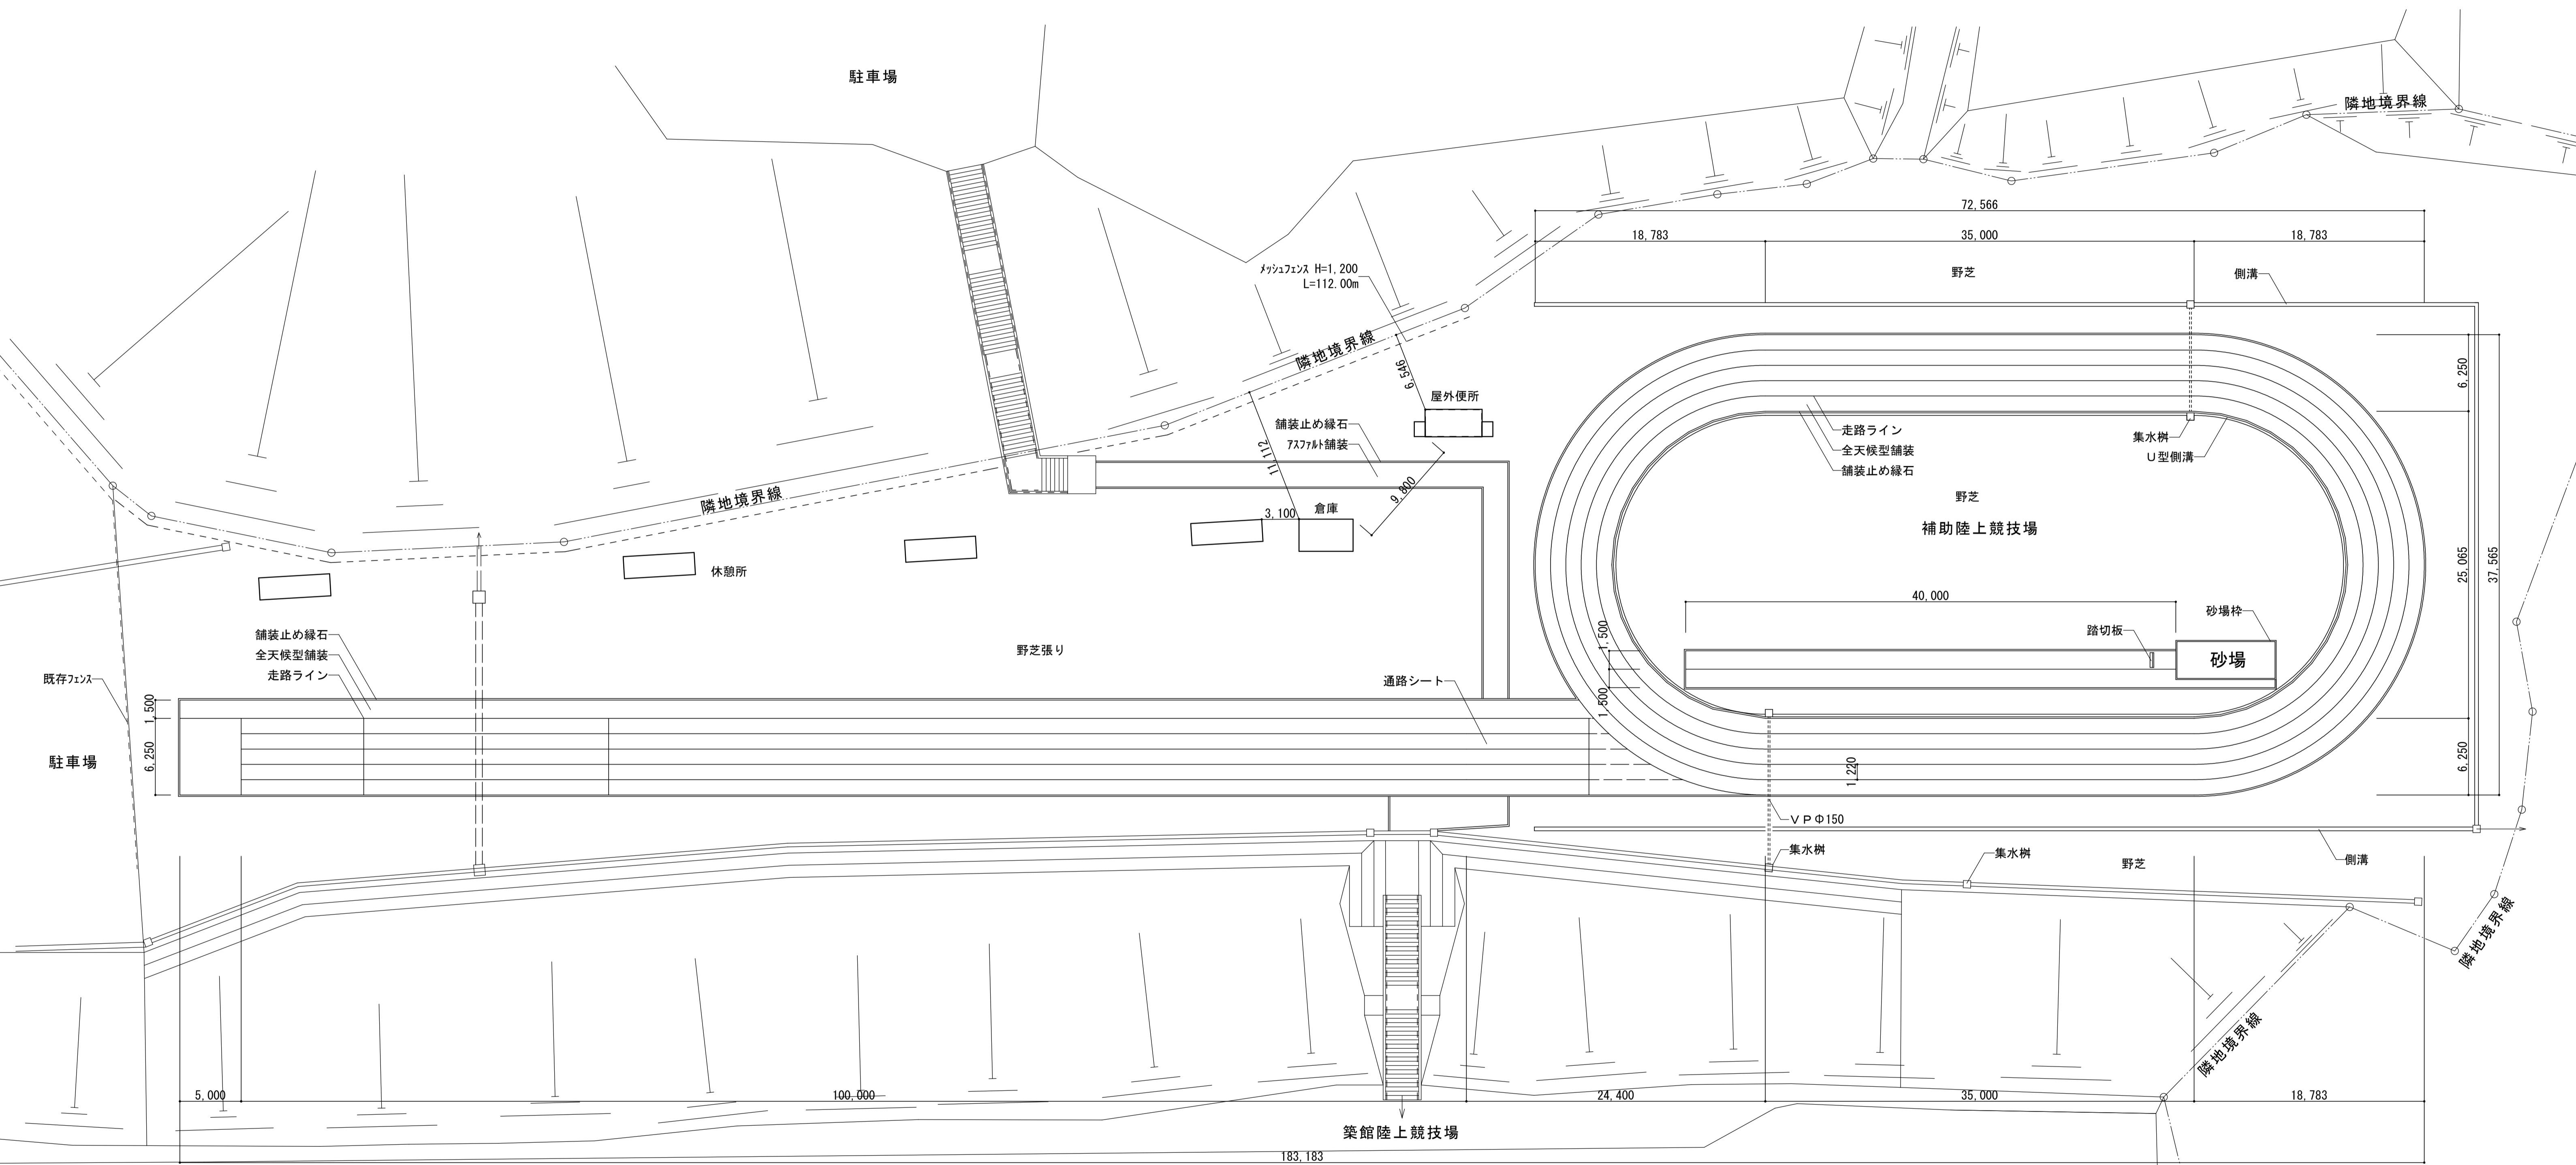 駐車場
隣地境界線
72,566
18,783
35,000
18,783
野芝
側溝
ﾒｯｼｭﾌｪﾝｽ H=1,200
L=112.00m
隣地境界線
6,546
屋外便所
舗装止め縁石
ｱｽﾌｧﾙﾄ舗装
11,112
9,800
3,100
倉庫
隣地境界線
休憩所
走路ライン
全天候型舗装
舗装止め縁石
集水桝
U型側溝
野芝
補助陸上競技場
6,250
25,065
37,565
6,250
40,000
砂場枠
踏切板
砂場
1,500
1,500
舗装止め縁石
全天候型舗装
走路ライン
野芝張り
通路シート
既存ﾌｪﾝｽ
1,500
6,250
駐車場
1,220
VPΦ150
集水桝
集水桝
野芝
側溝
隣地境界線
隣地境界線
5,000
100,000
24,400
35,000
18,783
築館陸上競技場
183,183